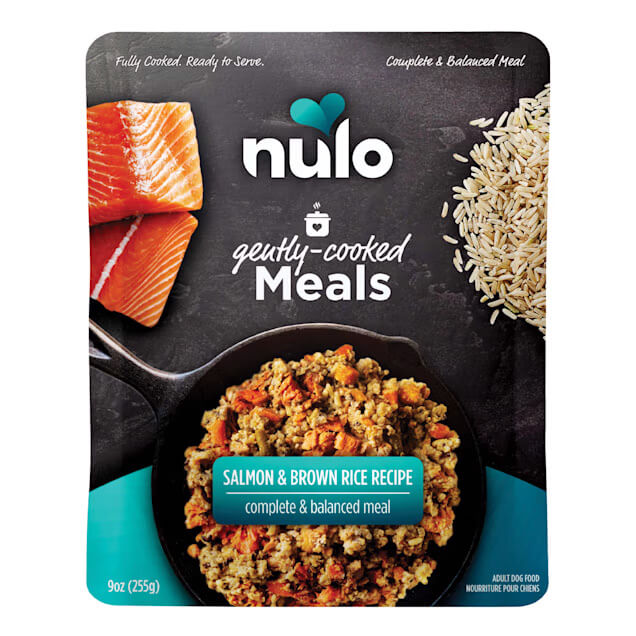 Fully Cooked. Ready to Serve.
Complete & Balanced Meal
nulo
gently-cooked
Meals
SALMON & BROWN RICE RECIPE
complete & balanced meal
9oz (255g)
ADULT DOG FOOD
NOURRITURE POUR CHIENS